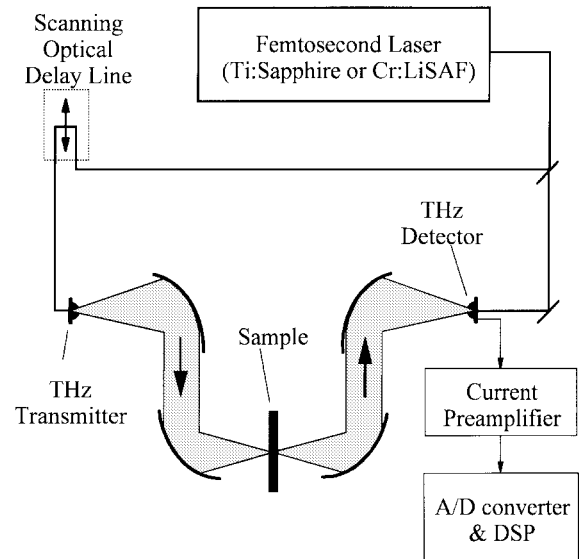 Scanning
Optical
Delay Line
Femtosecond Laser
(Ti:Sapphire or Cr:LiSAF)
THz
Detector
Sample
THz
Transmitter
Current
Preamplifier
A/D converter
& DSP